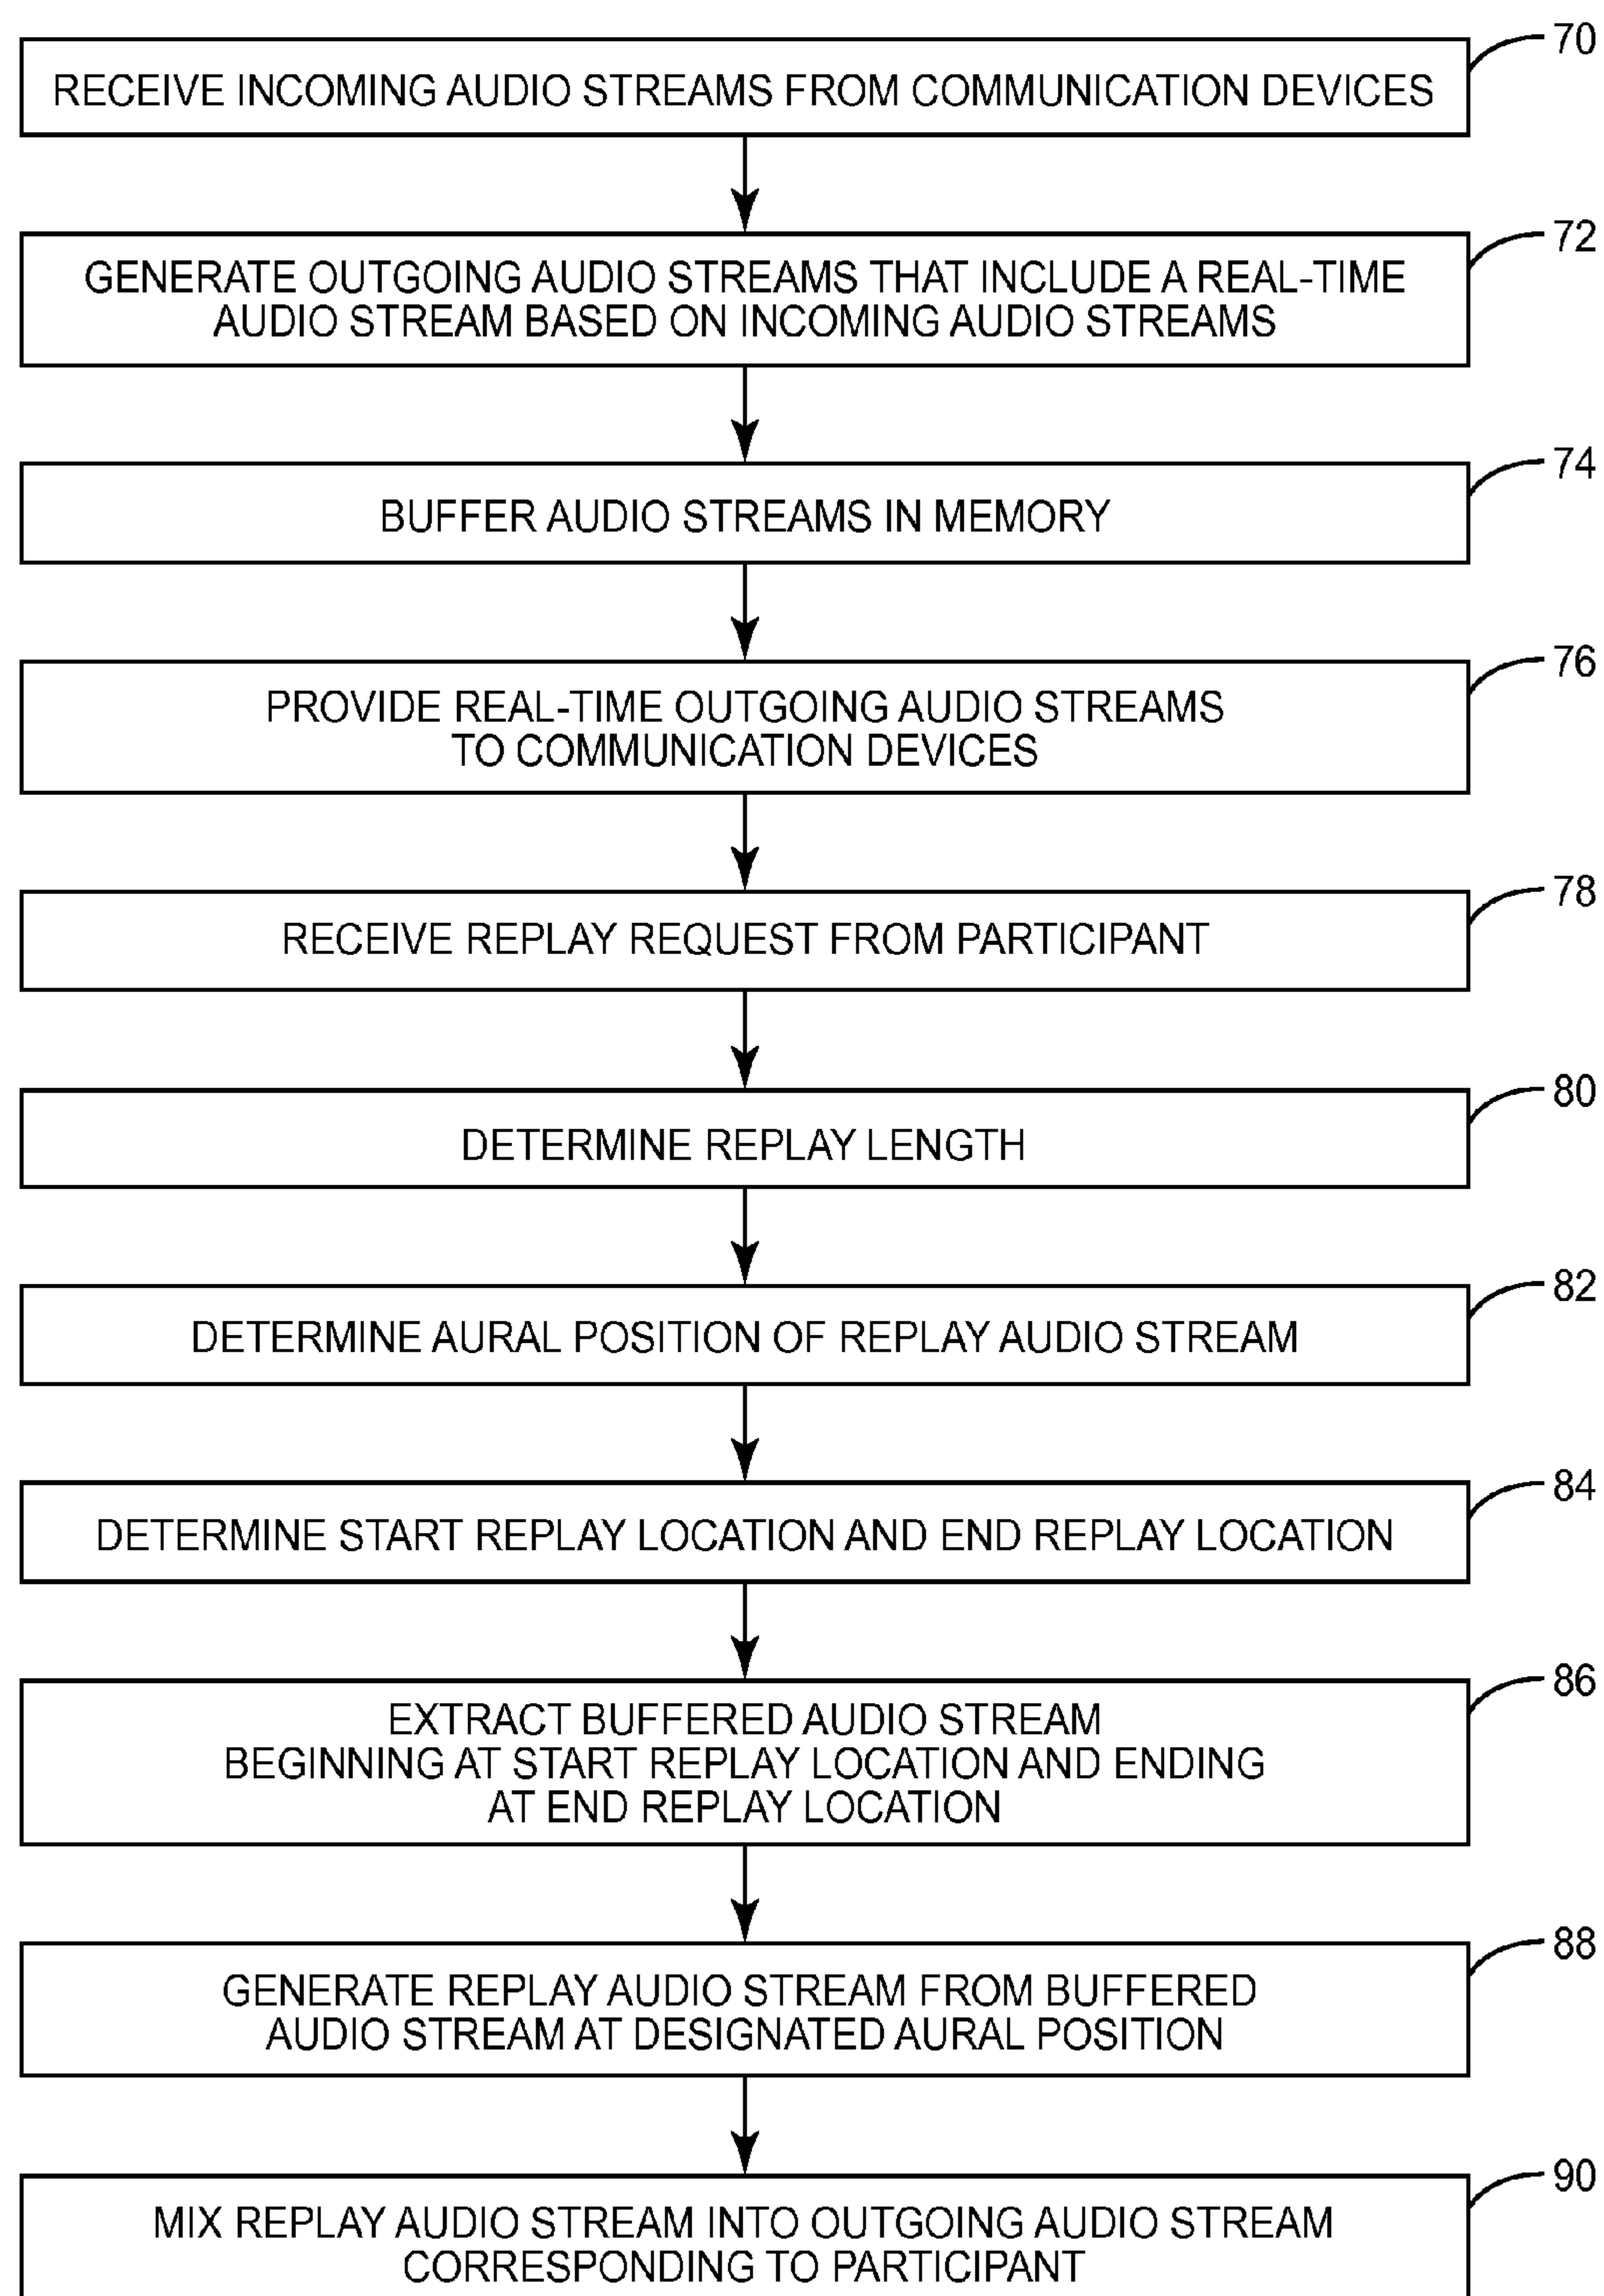 70
RECEIVE INCOMING AUDIO STREAMS FROM COMMUNICATION DEVICES
72
GENERATE OUTGOING AUDIO STREAMS THAT INCLUDE A REAL-TIME
AUDIO STREAM BASED ON INCOMING AUDIO STREAMS
74
BUFFER AUDIO STREAMS IN MEMORY
76
PROVIDE REAL-TIME OUTGOING AUDIO STREAMS
TO COMMUNICATION DEVICES
78
RECEIVE REPLAY REQUEST FROM PARTICIPANT
80
DETERMINE REPLAY LENGTH
82
DETERMINE AURAL POSITION OF REPLAY AUDIO STREAM
84
DETERMINE START REPLAY LOCATION AND END REPLAY LOCATION
86
EXTRACT BUFFERED AUDIO STREAM
BEGINNING AT START REPLAY LOCATION AND ENDING
AT END REPLAY LOCATION
88
GENERATE REPLAY AUDIO STREAM FROM BUFFERED
AUDIO STREAM AT DESIGNATED AURAL POSITION
90
MIX REPLAY AUDIO STREAM INTO OUTGOING AUDIO STREAM
CORRESPONDING TO PARTICIPANT